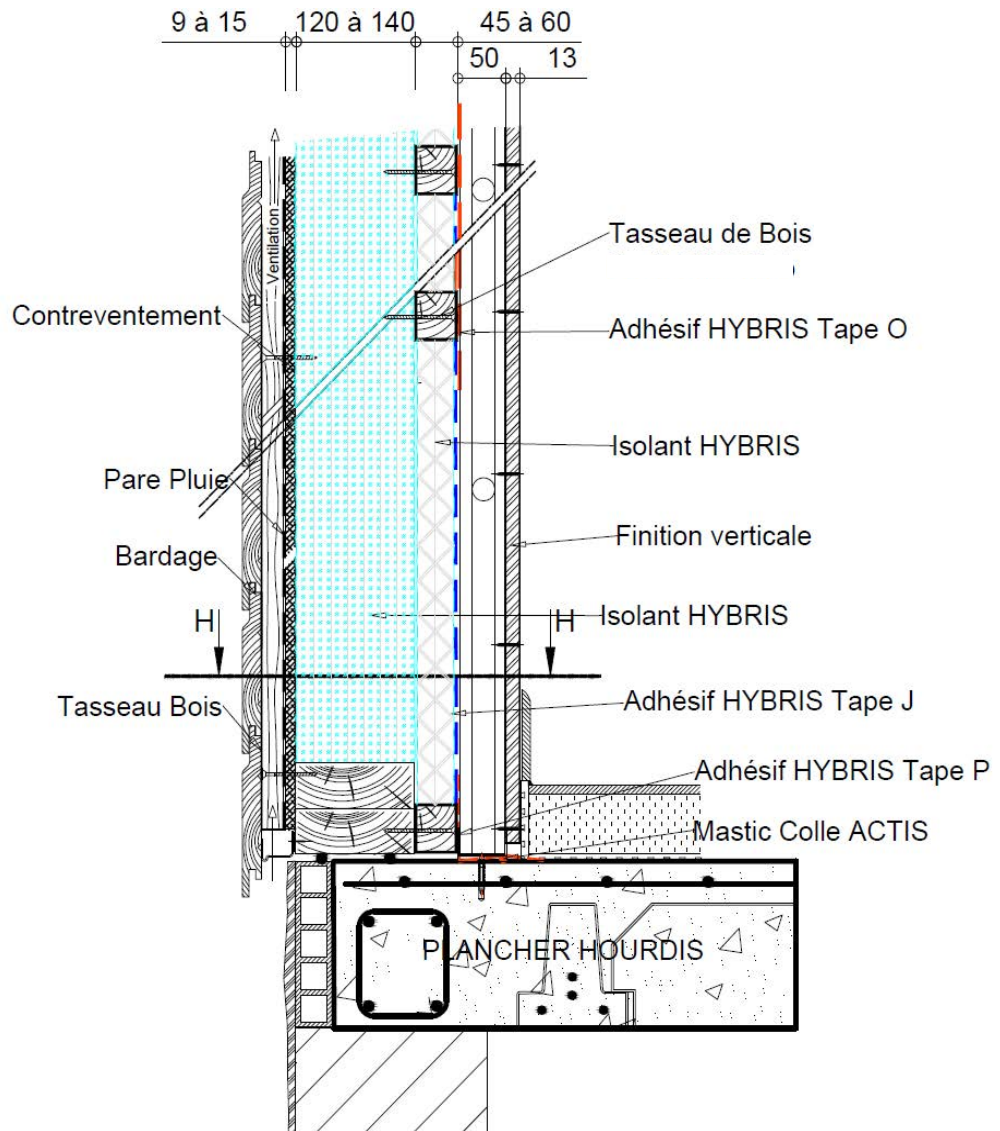 9 à 15 120 à 140 45 à 60
50 13
Ventilation
Tasseau de Bois
Contreventement
Adhésif HYBRIS Tape O
Isolant HYBRIS
Pare Pluie
Finition verticale
Bardage
Isolant HYBRIS
H H
Adhésif HYBRIS Tape J
Tasseau Bois
Adhésif HYBRIS Tape P
Mastic Colle ACTIS
PLANCHER HOURDIS